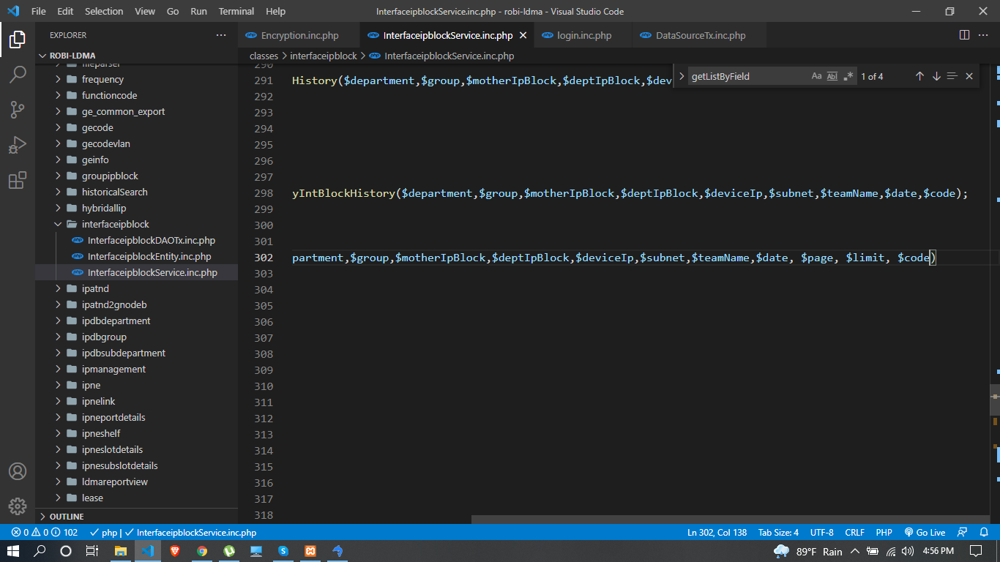 File Edit Selection View Go Run Terminal Help InterfaceipblockService.inc.php - robi-ldma - Visual Studio Code
EXPLORER
Encryption.inc.php InterfaceipblockService.inc.php login.inc.php DataSourceTx.inc.php
ROBI-LDMA
classes > interfaceipblock > InterfaceipblockService.inc.php
getListByField Aa Ab .* 1 of 4
fileparser
frequency
functioncode
ge_common_export
gecode
gecodevlan
geinfo
groupipblock
historicalSearch
hybridallip
interfaceipblock
InterfaceipblockDAOTx.inc.php
InterfaceipblockEntity.inc.php
InterfaceipblockService.inc.php
ipatnd
ipatnd2gnodeb
ipdbdepartment
ipdbgroup
ipdbsubdepartment
ipmanagement
ipne
ipnelink
ipneportdetails
ipneshelf
ipneslotdetails
ipnesubslotdetails
ldmareportview
lease
OUTLINE
290
291 History($department,$group,$motherIpBlock,$deptIpBlock,$dev
292
293
294
295
296
297
298 yIntBlockHistory($department,$group,$motherIpBlock,$deptIpBlock,$deviceIp,$subnet,$teamName,$date,$code);
299
300
301
302 partment,$group,$motherIpBlock,$deptIpBlock,$deviceIp,$subnet,$teamName,$date, $page, $limit, $code)
303
304
305
306
307
308
309
310
311
312
313
314
315
316
317
318
0 0 102 php | InterfaceipblockService.inc.php Ln 302, Col 138 Tab Size: 4 UTF-8 CRLF PHP Go Live
89°F Rain 4:56 PM